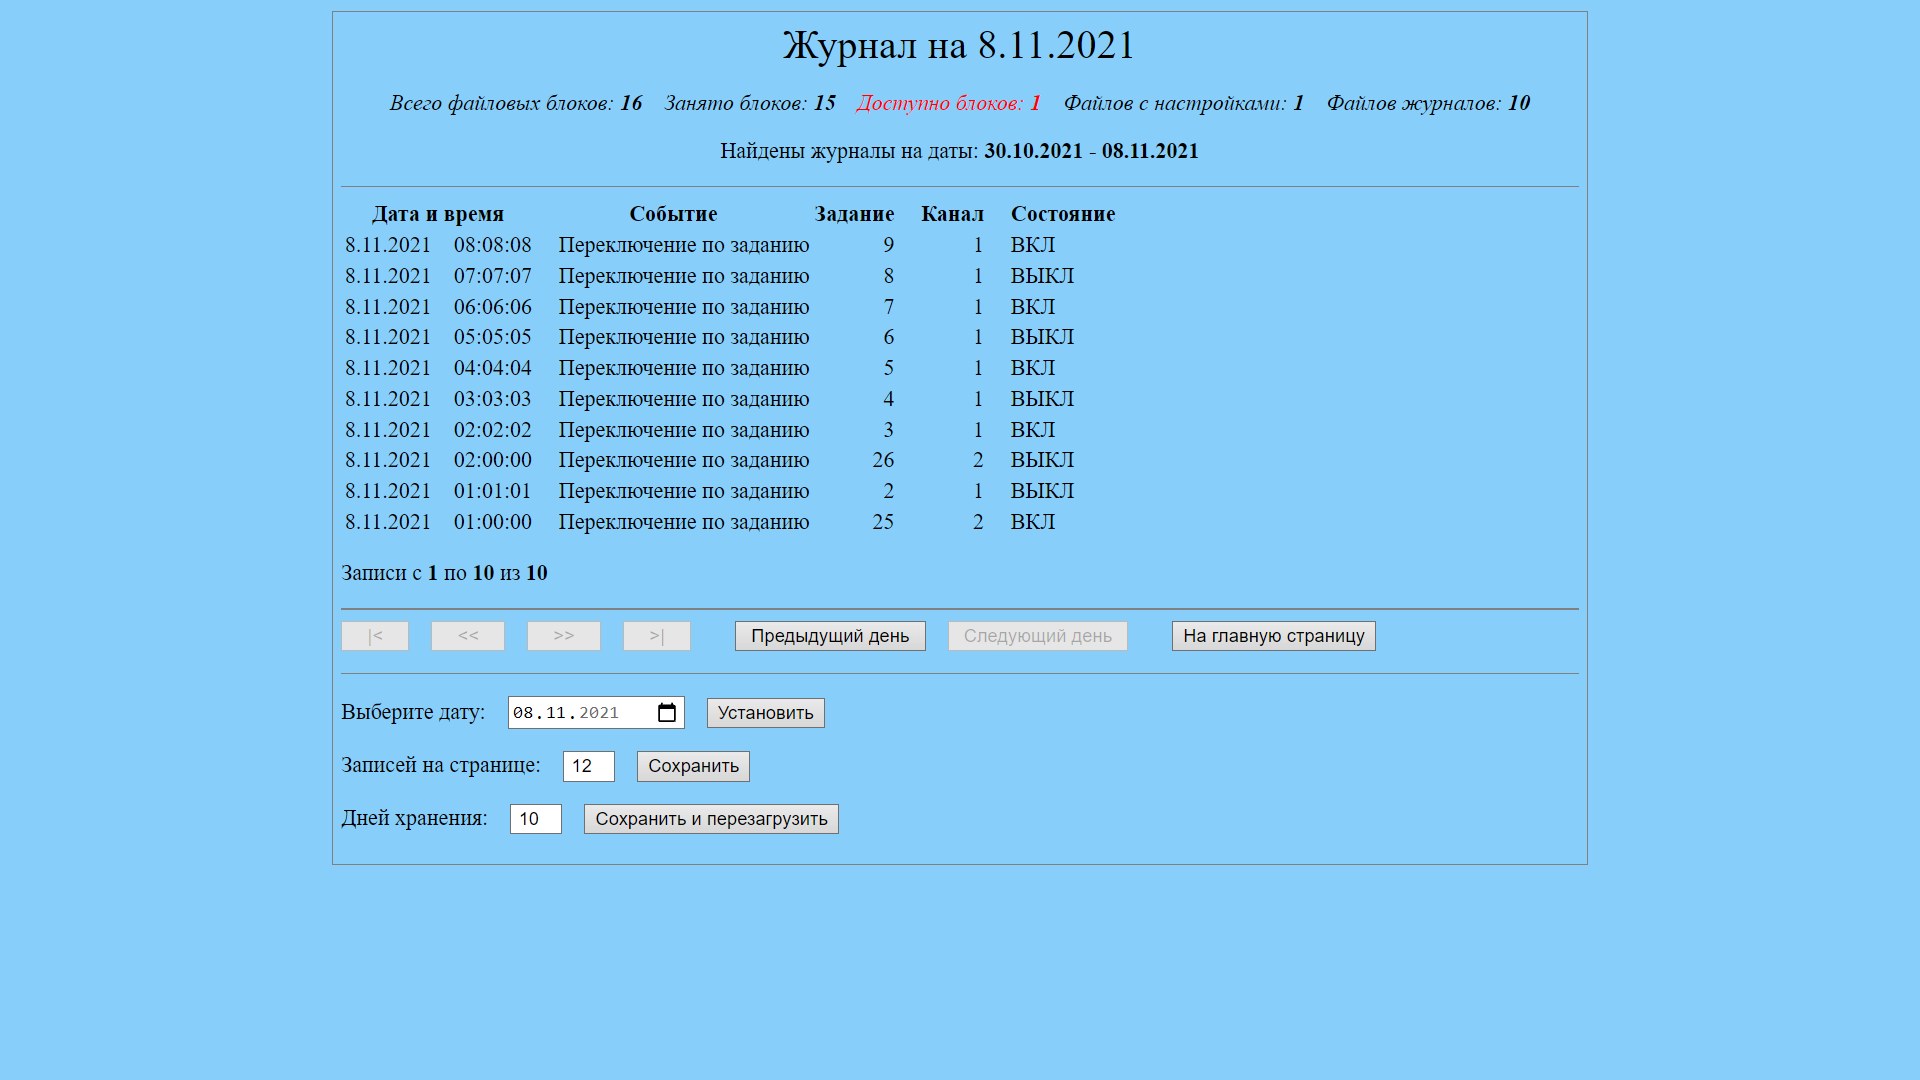 Журнал на 8.11.2021
Всего файловых блоков: 16 Занято блоков: 15 Доступно блоков: 1 Файлов с настройками: 1 Файлов журналов: 10
Найдены журналы на даты: 30.10.2021 - 08.11.2021
Дата и время Событие Задание Канал Состояние
8.11.2021 08:08:08 Переключение по заданию 9 1 ВКЛ
8.11.2021 07:07:07 Переключение по заданию 8 1 ВЫКЛ
8.11.2021 06:06:06 Переключение по заданию 7 1 ВКЛ
8.11.2021 05:05:05 Переключение по заданию 6 1 ВЫКЛ
8.11.2021 04:04:04 Переключение по заданию 5 1 ВКЛ
8.11.2021 03:03:03 Переключение по заданию 4 1 ВЫКЛ
8.11.2021 02:02:02 Переключение по заданию 3 1 ВКЛ
8.11.2021 02:00:00 Переключение по заданию 26 2 ВЫКЛ
8.11.2021 01:01:01 Переключение по заданию 2 1 ВЫКЛ
8.11.2021 01:00:00 Переключение по заданию 25 2 ВКЛ
Записи с 1 по 10 из 10
|< << >> >| Предыдущий день Следующий день На главную страницу
Выберите дату: 08.11.2021 Установить
Записей на странице: 12 Сохранить
Дней хранения: 10 Сохранить и перезагрузить